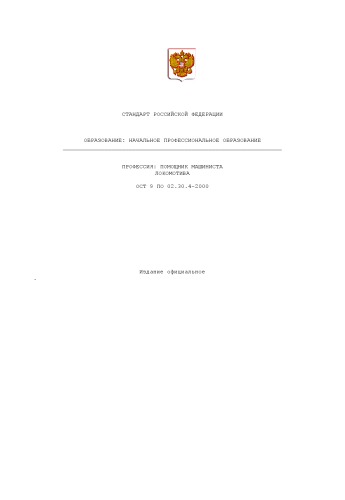 СТАНДАРТ РОССИЙСКОЙ ФЕДЕРАЦИИ
ОБРАЗОВАНИЕ: НАЧАЛЬНОЕ ПРОФЕССИОНАЛЬНОЕ ОБРАЗОВАНИЕ
ПРОФЕССИЯ: ПОМОЩНИК МАШИНИСТА
ЛОКОМОТИВА
ОСТ 9 ПО 02.30.4-2000
Издание официальное